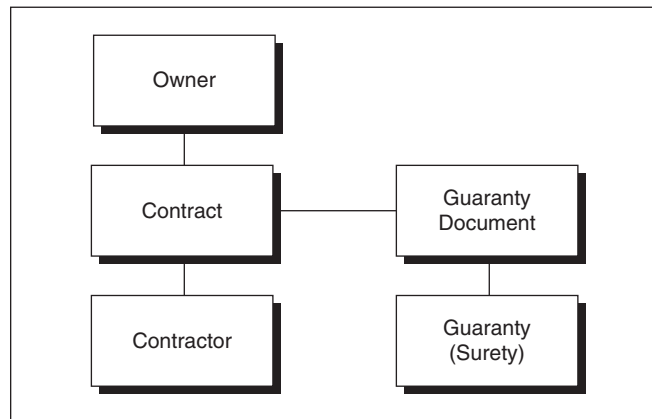 Owner
Contract
Guaranty
Document
Contractor
Guaranty
(Surety)